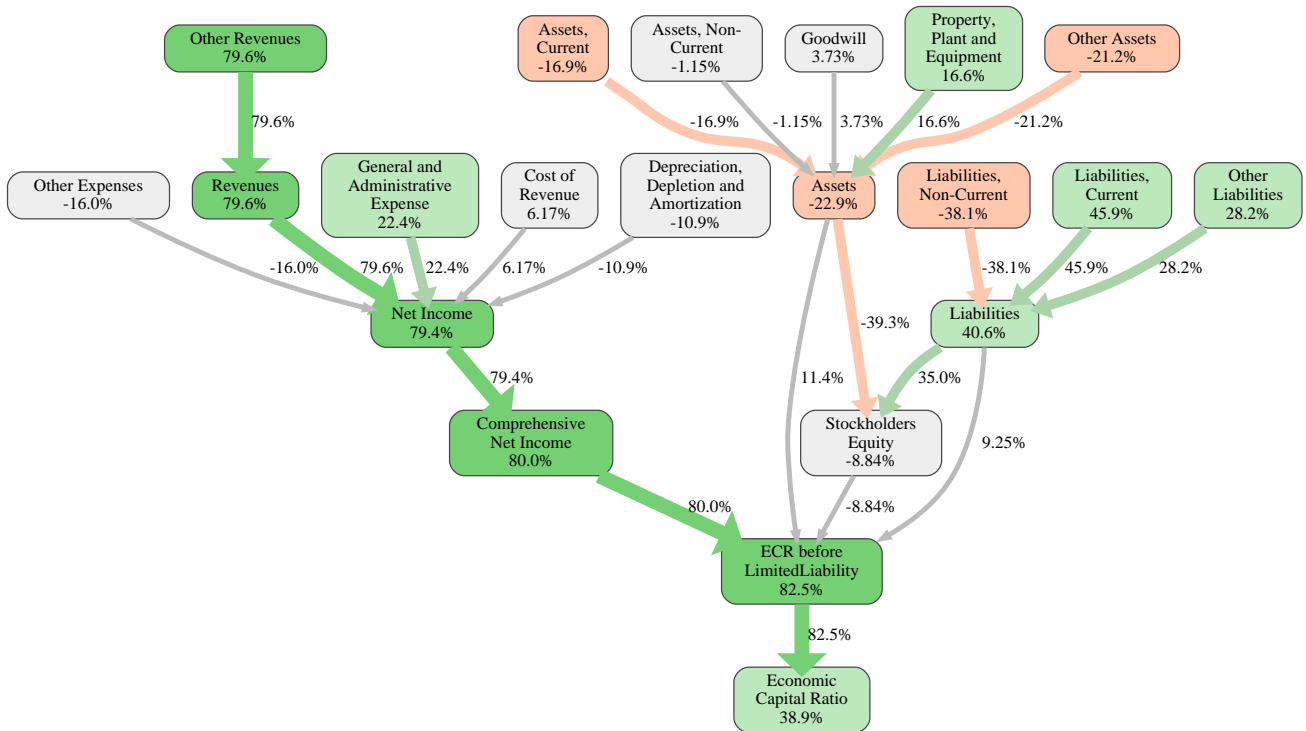 Other Revenues
79.6%
Assets,
Current
-16.9%
Assets, Non-
Current
-1.15%
Goodwill
3.73%
Property,
Plant and
Equipment
16.6%
Other Assets
-21.2%
79.6%
-16.9%
-1.15%
3.73%
16.6%
-21.2%
Other Expenses
-16.0%
Revenues
79.6%
General and
Administrative
Expense
22.4%
Cost of
Revenue
6.17%
Depreciation,
Depletion and
Amortization
-10.9%
Assets
-22.9%
Liabilities,
Non-Current
-38.1%
Liabilities,
Current
45.9%
Other
Liabilities
28.2%
-16.0%
79.6%
22.4%
6.17%
-10.9%
-38.1%
45.9%
28.2%
Net Income
79.4%
-39.3%
Liabilities
40.6%
79.4%
11.4%
35.0%
Comprehensive
Net Income
80.0%
Stockholders
Equity
-8.84%
9.25%
80.0%
-8.84%
ECR before
LimitedLiability
82.5%
82.5%
Economic
Capital Ratio
38.9%